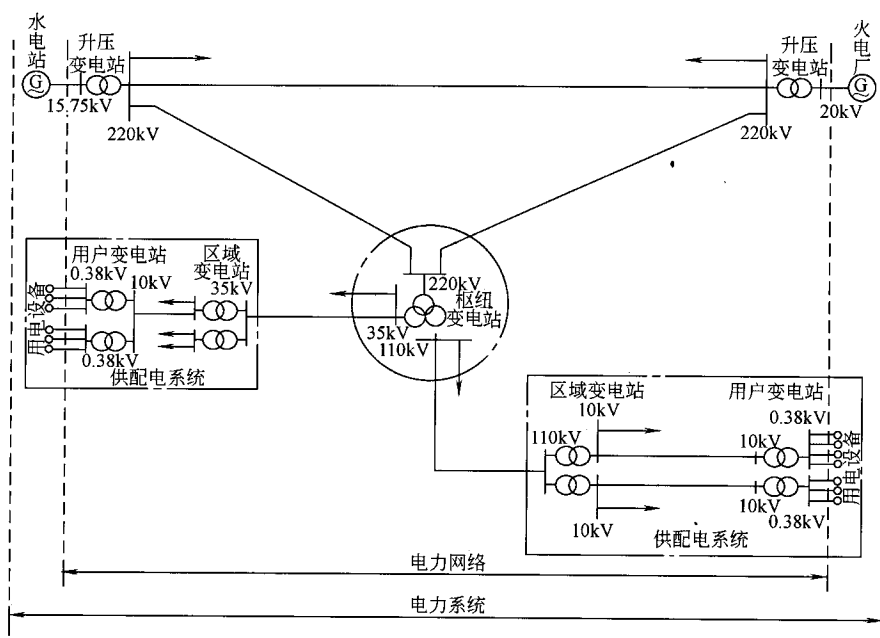 水电站
升压
变电站
G
15.75kV
220kV
升压
变电站
火电厂
G
20kV
220kV
用户变电站
0.38kV
10kV
区域
变电站
35kV
用电设备
0.38kV
供配电系统
220kV
枢纽
变电站
35kV
110kV
区域变电站
10kV
用户变电站
0.38kV
110kV
10kV
用电设备
10kV
10kV
0.38kV
供配电系统
电力网络
电力系统